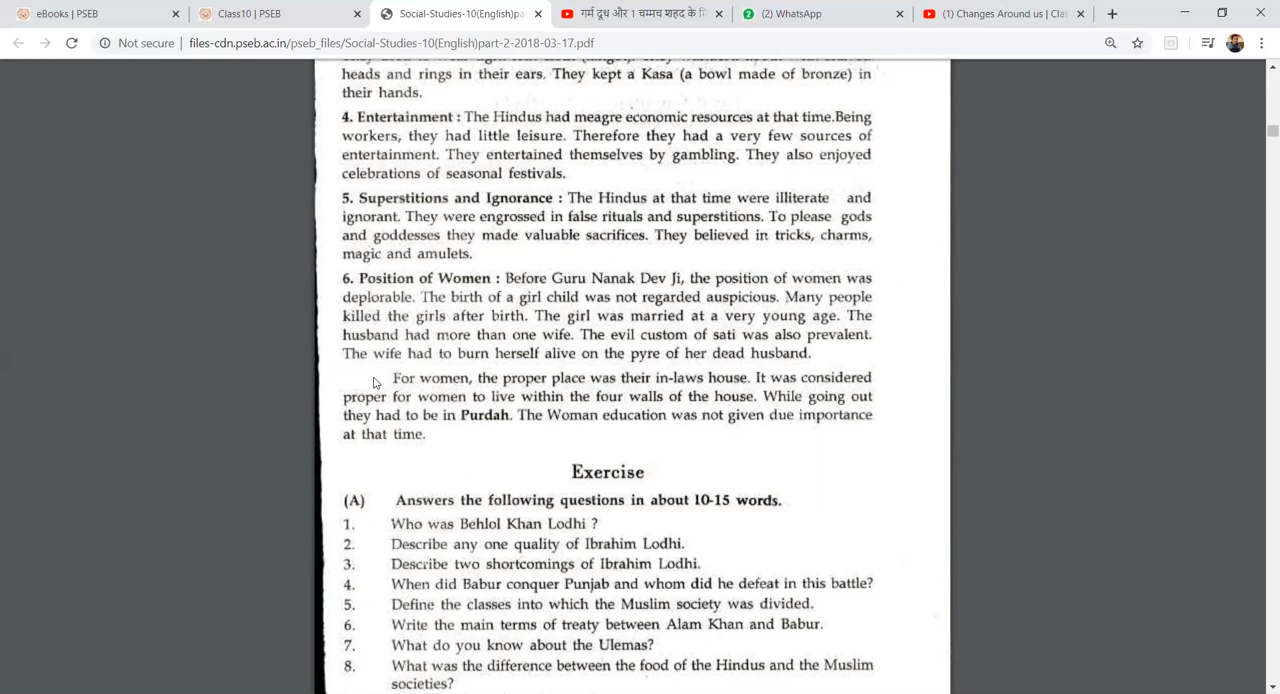 eBooks | PSEB
Class10 | PSEB
Social-Studies-10(English)par
गर्म दूध और 1 चम्मच शहद के
(2) WhatsApp
(1) Changes Around us | Clas
Not secure | files-cdn.pseb.ac.in/pseb_files/Social-Studies-10(English)part-2-2018-03-17.pdf
heads and rings in their ears. They kept a Kasa (a bowl made of bronze) in
their hands.
4. Entertainment : The Hindus had meagre economic resources at that time.Being
workers, they had little leisure. Therefore they had a very few sources of
entertainment. They entertained themselves by gambling. They also enjoyed
celebrations of seasonal festivals.
5. Superstitions and Ignorance : The Hindus at that time were illiterate and
ignorant. They were engrossed in false rituals and superstitions. To please gods
and goddesses they made valuable sacrifices. They believed in tricks, charms,
magic and amulets.
6. Position of Women : Before Guru Nanak Dev Ji, the position of women was
deplorable. The birth of a girl child was not regarded auspicious. Many people
killed the girls after birth. The girl was married at a very young age. The
husband had more than one wife. The evil custom of sati was also prevalent.
The wife had to burn herself alive on the pyre of her dead husband.
For women, the proper place was their in-laws house. It was considered
proper for women to live within the four walls of the house. While going out
they had to be in Purdah. The Woman education was not given due importance
at that time.
Exercise
(A) Answers the following questions in about 10-15 words.
1. Who was Behlol Khan Lodhi ?
2. Describe any one quality of Ibrahim Lodhi.
3. Describe two shortcomings of Ibrahim Lodhi.
4. When did Babur conquer Punjab and whom did he defeat in this battle?
5. Define the classes into which the Muslim society was divided.
6. Write the main terms of treaty between Alam Khan and Babur.
7. What do you know about the Ulemas?
8. What was the difference between the food of the Hindus and the Muslim
societies?